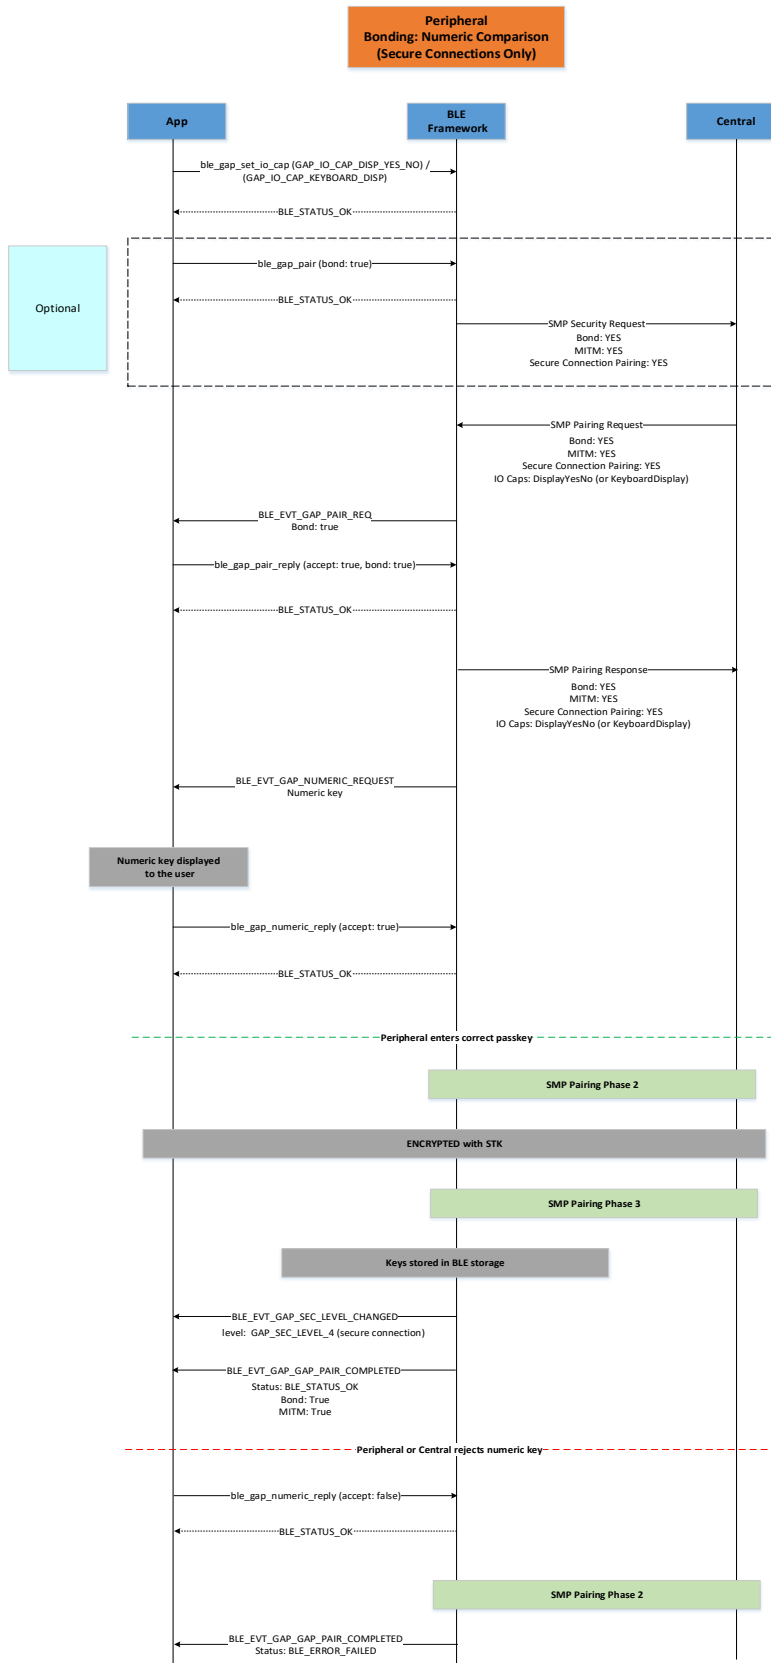 Peripheral
Bonding: Numeric Comparison
(Secure Connections Only)
App
BLE
Framework
Central
ble_gap_set_io_cap (GAP_IO_CAP_DISP_YES_NO) /
(GAP_IO_CAP_KEYBOARD_DISP)
BLE_STATUS_OK
Optional
ble_gap_pair (bond: true)
BLE_STATUS_OK
SMP Security Request
Bond: YES
MITM: YES
Secure Connection Pairing: YES
SMP Pairing Request
Bond: YES
MITM: YES
Secure Connection Pairing: YES
IO Caps: DisplayYesNo (or KeyboardDisplay)
BLE_EVT_GAP_PAIR_REQ
Bond: true
ble_gap_pair_reply (accept: true, bond: true)
BLE_STATUS_OK
SMP Pairing Response
Bond: YES
MITM: YES
Secure Connection Pairing: YES
IO Caps: DisplayYesNo (or KeyboardDisplay)
BLE_EVT_GAP_NUMERIC_REQUEST
Numeric key
Numeric key displayed
to the user
ble_gap_numeric_reply (accept: true)
BLE_STATUS_OK
Peripheral enters correct passkey
SMP Pairing Phase 2
ENCRYPTED with STK
SMP Pairing Phase 3
Keys stored in BLE storage
BLE_EVT_GAP_SEC_LEVEL_CHANGED
level: GAP_SEC_LEVEL_4 (secure connection)
BLE_EVT_GAP_GAP_PAIR_COMPLETED
Status: BLE_STATUS_OK
Bond: True
MITM: True
Peripheral or Central rejects numeric key
ble_gap_numeric_reply (accept: false)
BLE_STATUS_OK
SMP Pairing Phase 2
BLE_EVT_GAP_GAP_PAIR_COMPLETED
Status: BLE_ERROR_FAILED